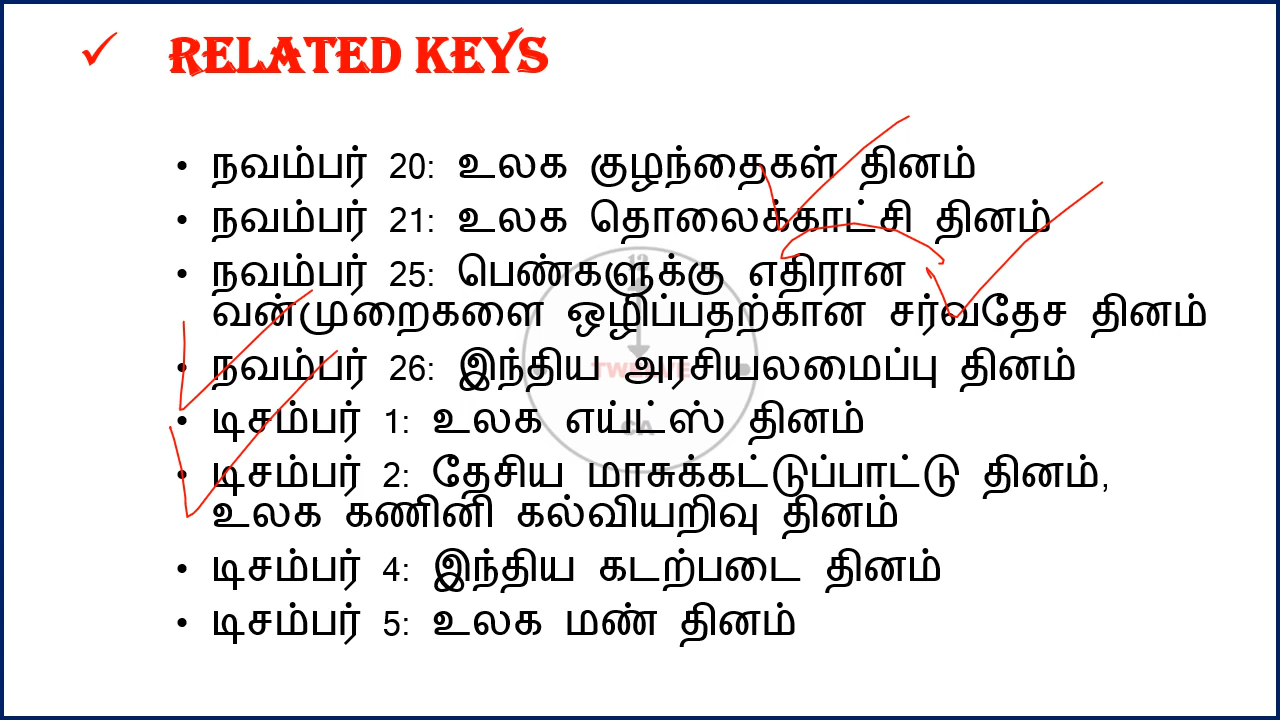 ✓ RELATED KEYS
• நவம்பர் 20: உலக குழந்தைகள் தினம்
• நவம்பர் 21: உலக தொலைக்காட்சி தினம்
• நவம்பர் 25: பெண்களுக்கு எதிரான
வன்முறைகளை ஒழிப்பதற்கான சர்வதேச தினம்
• நவம்பர் 26: இந்திய அரசியலமைப்பு தினம்
• டிசம்பர் 1: உலக எய்ட்ஸ் தினம்
• டிசம்பர் 2: தேசிய மாசுக்கட்டுப்பாட்டு தினம்,
உலக கணினி கல்வியறிவு தினம்
• டிசம்பர் 4: இந்திய கடற்படை தினம்
• டிசம்பர் 5: உலக மண் தினம்